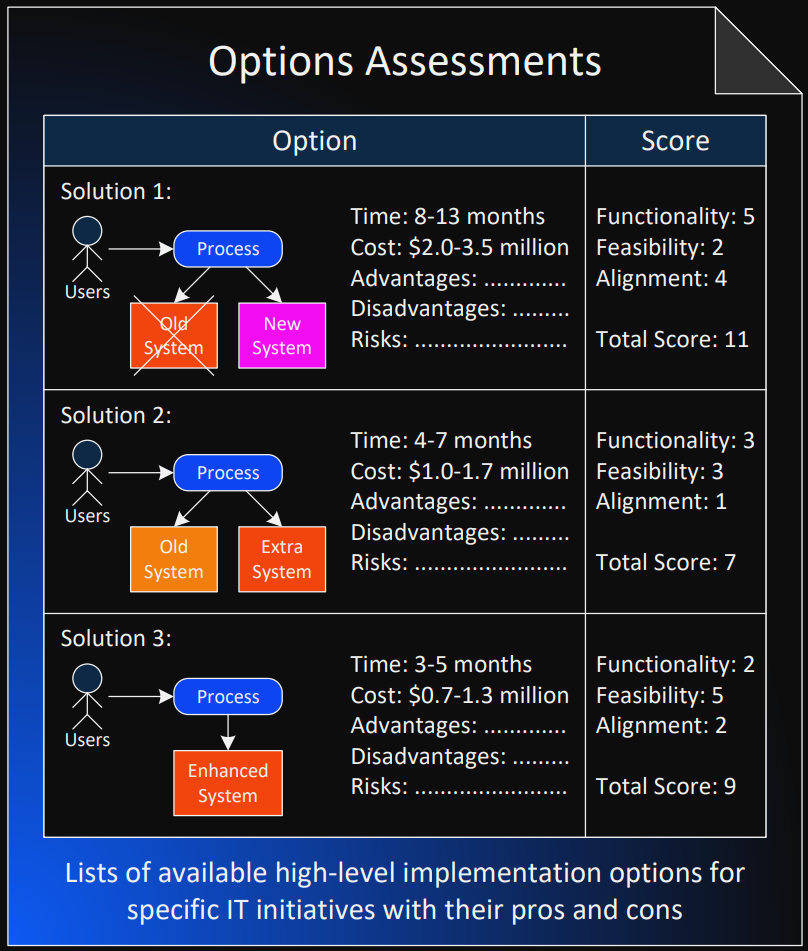 Options Assessments
Option
Score
Solution 1:
Users
Process
Old
System
New
System
Time: 8-13 months
Cost: $2.0-3.5 million
Advantages: .............
Disadvantages: .........
Risks: .........................
Functionality: 5
Feasibility: 2
Alignment: 4
Total Score: 11
Solution 2:
Users
Process
Old
System
Extra
System
Time: 4-7 months
Cost: $1.0-1.7 million
Advantages: .............
Disadvantages: .........
Risks: .........................
Functionality: 3
Feasibility: 3
Alignment: 1
Total Score: 7
Solution 3:
Users
Process
Enhanced
System
Time: 3-5 months
Cost: $0.7-1.3 million
Advantages: .............
Disadvantages: .........
Risks: .........................
Functionality: 2
Feasibility: 5
Alignment: 2
Total Score: 9
Lists of available high-level implementation options for
specific IT initiatives with their pros and cons